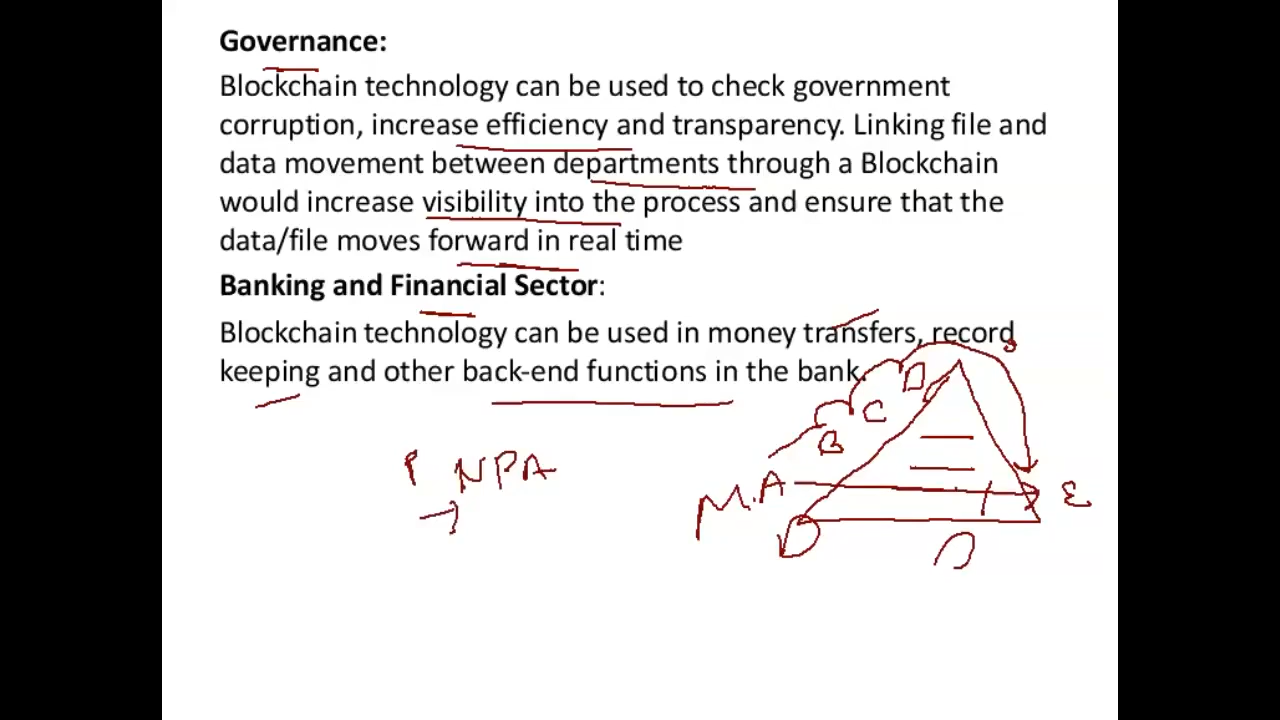 Governance:
Blockchain technology can be used to check government
corruption, increase efficiency and transparency. Linking file and
data movement between departments through a Blockchain
would increase visibility into the process and ensure that the
data/file moves forward in real time
Banking and Financial Sector:
Blockchain technology can be used in money transfers, record
keeping and other back-end functions in the bank.
D
C
B
NPA
M.A
E
D